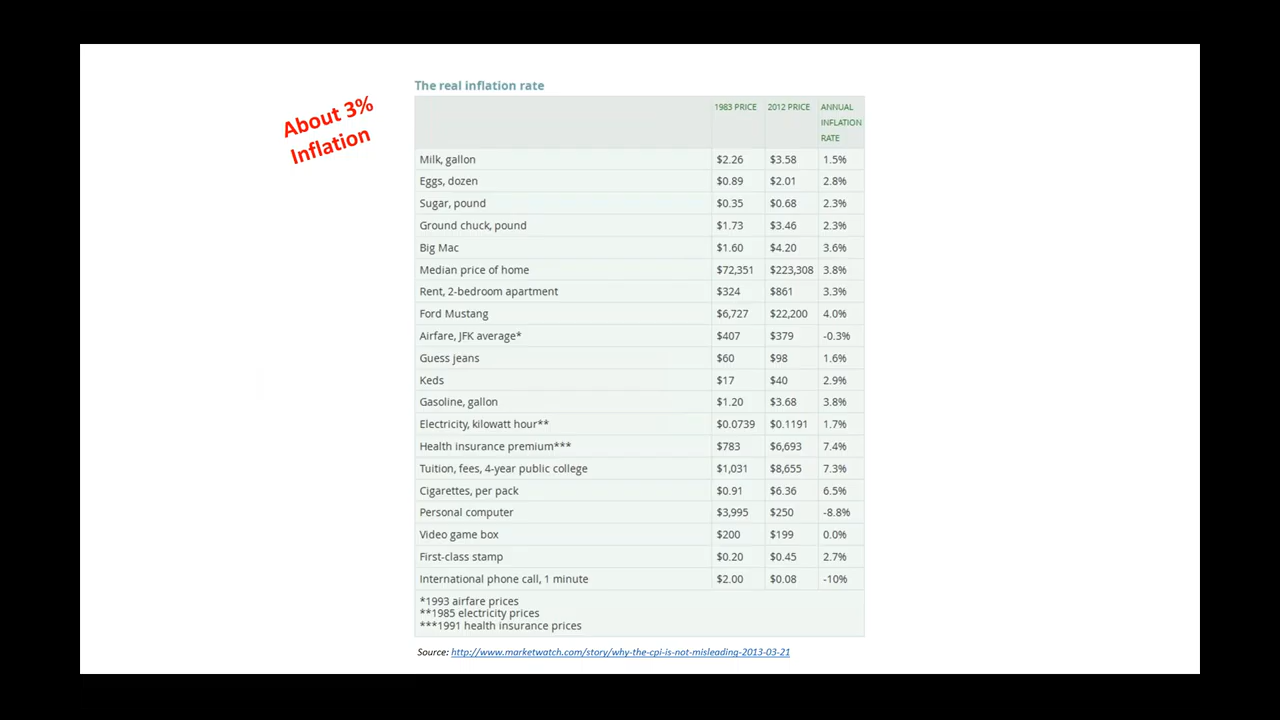 About 3%
Inflation
The real inflation rate
1983 PRICE 2012 PRICE ANNUAL INFLATION RATE
Milk, gallon $2.26 $3.58 1.5%
Eggs, dozen $0.89 $2.01 2.8%
Sugar, pound $0.35 $0.68 2.3%
Ground chuck, pound $1.73 $3.46 2.3%
Big Mac $1.60 $4.20 3.6%
Median price of home $72,351 $223,308 3.8%
Rent, 2-bedroom apartment $324 $861 3.3%
Ford Mustang $6,727 $22,200 4.0%
Airfare, JFK average* $407 $379 -0.3%
Guess jeans $60 $98 1.6%
Keds $17 $40 2.9%
Gasoline, gallon $1.20 $3.68 3.8%
Electricity, kilowatt hour** $0.0739 $0.1191 1.7%
Health insurance premium*** $783 $6,693 7.4%
Tuition, fees, 4-year public college $1,031 $8,655 7.3%
Cigarettes, per pack $0.91 $6.36 6.5%
Personal computer $3,995 $250 -8.8%
Video game box $200 $199 0.0%
First-class stamp $0.20 $0.45 2.7%
International phone call, 1 minute $2.00 $0.08 -10%
*1993 airfare prices
**1985 electricity prices
***1991 health insurance prices
Source: http://www.marketwatch.com/story/why-the-cpi-is-not-misleading-2013-03-21